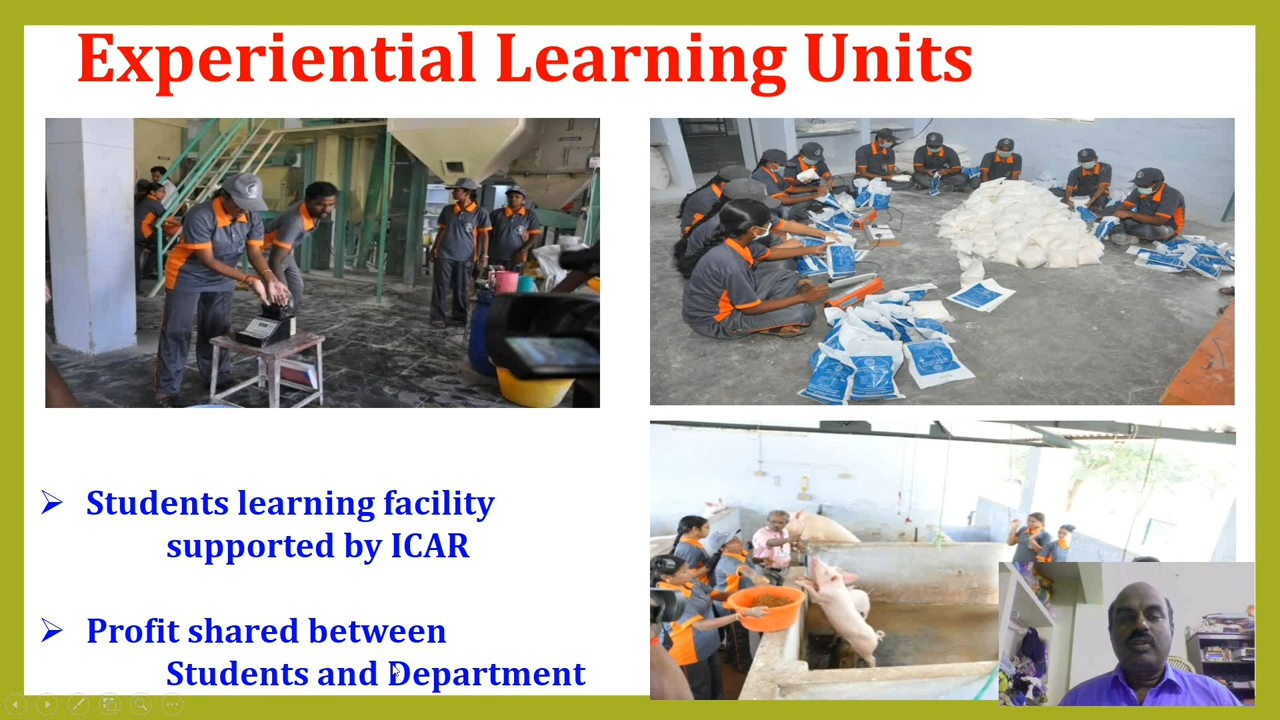 Experiential Learning Units
Students learning facility
supported by ICAR
Profit shared between
Students and Department